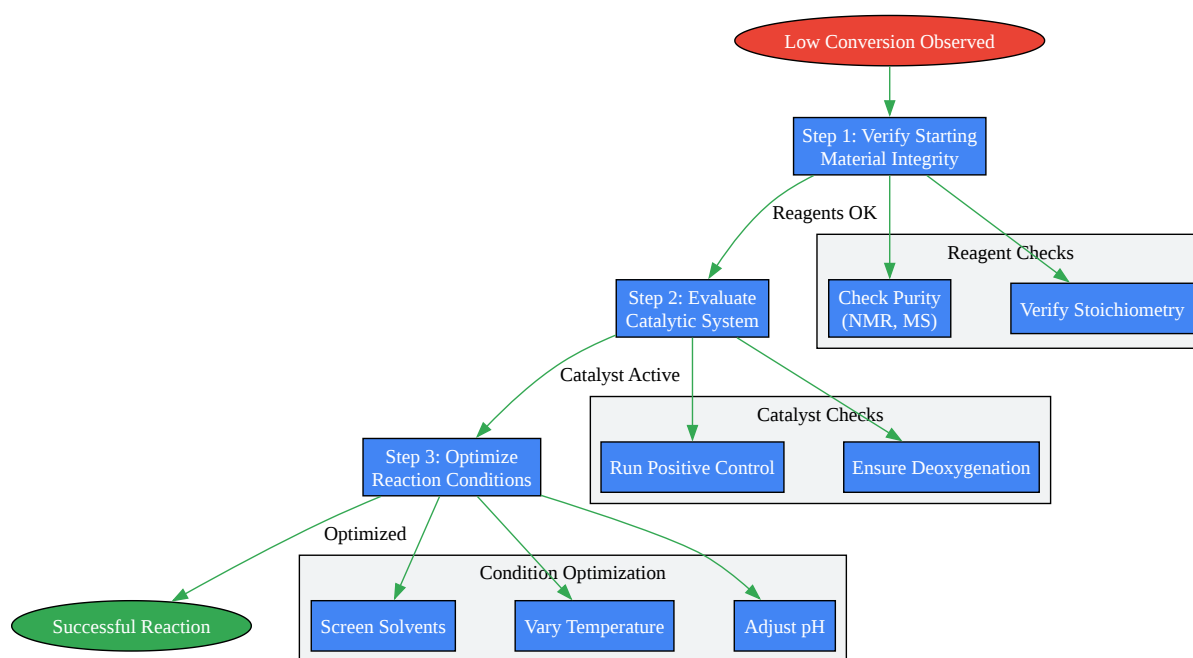 Low Conversion Observed
Step 1: Verify Starting
Material Integrity
Reagents OK
Reagent Checks
Step 2: Evaluate
Catalytic System
Check Purity
(NMR, MS)
Verify Stoichiometry
Catalyst Active
Catalyst Checks
Step 3: Optimize
Reaction Conditions
Run Positive Control
Ensure Deoxygenation
Optimized
Condition Optimization
Successful Reaction
Screen Solvents
Vary Temperature
Adjust pH